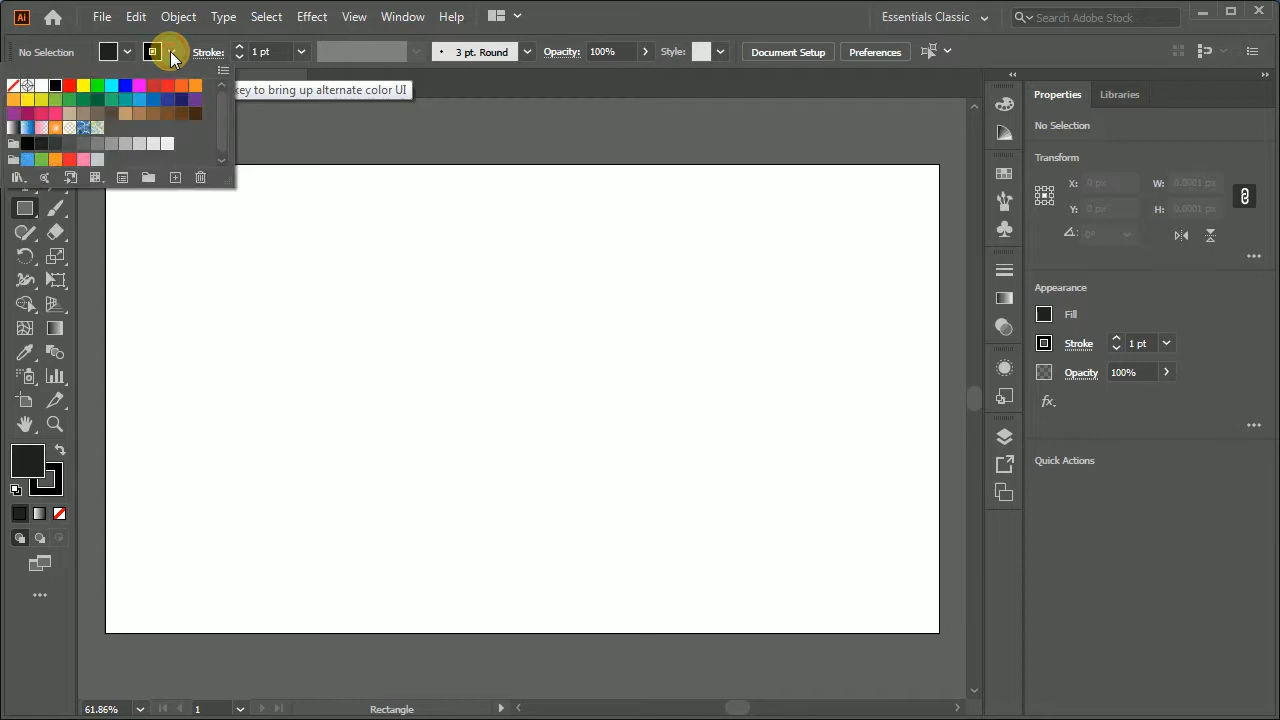 Ai File Edit Object Type Select Effect View Window Help Essentials Classic Search Adobe Stock
No Selection Stroke: 1 pt 3 pt. Round Opacity: 100% Style: Document Setup Preferences
key to bring up alternate color UI
Properties Libraries
No Selection
Transform
X: 0 px W: 0.0001 px
Y: 0 px H: 0.0001 px
0°
Appearance
Fill
Stroke 1 pt
Opacity 100%
fx
Quick Actions
61.86% 1 Rectangle